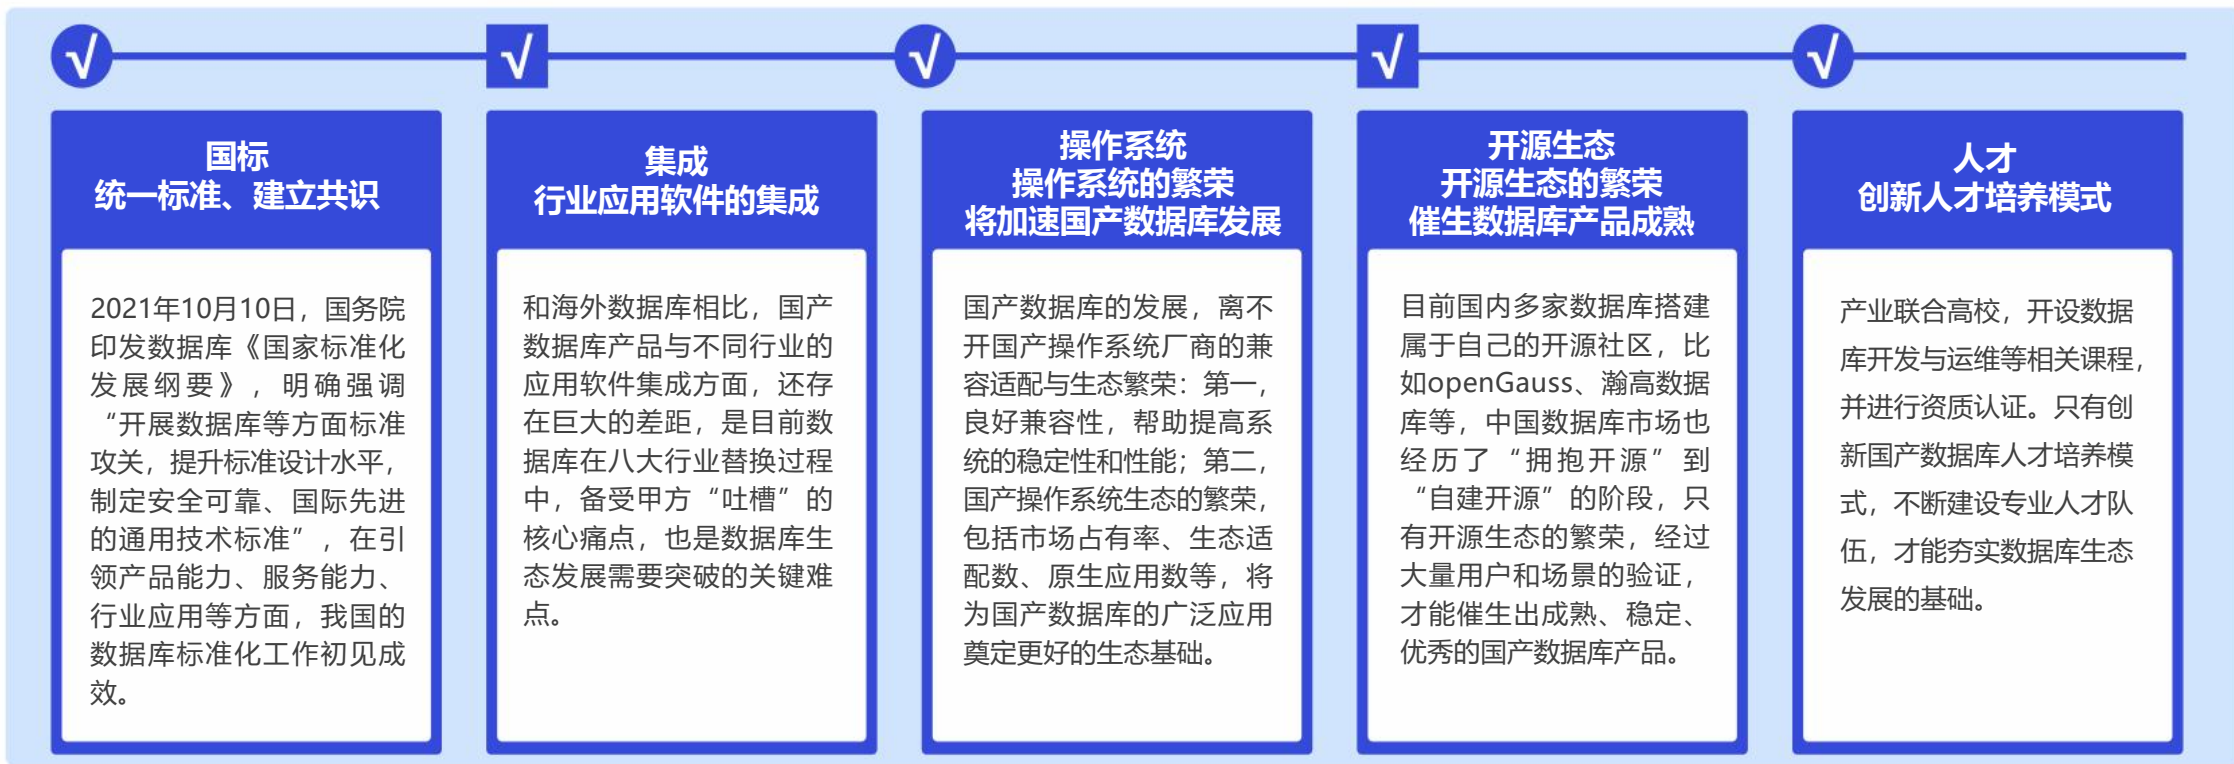 √
√
√
√
√
国标
统一标准、建立共识
2021年10月10日，国务院
印发数据库《国家标准化
发展纲要》，明确强调
“开展数据库等方面标准
攻关，提升标准设计水平，
制定安全可靠、国际先进
的通用技术标准”，在引
领产品能力、服务能力、
行业应用等方面，我国的
数据库标准化工作初见成
效。
集成
行业应用软件的集成
和海外数据库相比，国产
数据库产品与不同行业的
应用软件集成方面，还存
在巨大的差距，是目前数
据库在八大行业替换过程
中，备受甲方“吐槽”的
核心痛点，也是数据库生
态发展需要突破的关键难
点。
操作系统
操作系统的繁荣
将加速国产数据库发展
国产数据库的发展，离不
开国产操作系统厂商的兼
容适配与生态繁荣：第一，
良好兼容性，帮助提高系
统的稳定性和性能；第二，
国产操作系统生态的繁荣，
包括市场占有率、生态适
配数、原生应用数等，将
为国产数据库的广泛应用
奠定更好的生态基础。
开源生态
开源生态的繁荣
催生数据库产品成熟
目前国内多家数据库搭建
属于自己的开源社区，比
如openGauss、瀚高数据
库等，中国数据库市场也
经历了“拥抱开源”到
“自建开源”的阶段，只
有开源生态的繁荣，经过
大量用户和场景的验证，
才能催生出成熟、稳定、
优秀的国产数据库产品。
人才
创新人才培养模式
产业联合高校，开设数据
库开发与运维等相关课程，
并进行资质认证。只有创
新国产数据库人才培养模
式，不断建设专业人才队
伍，才能夯实数据库生态
发展的基础。